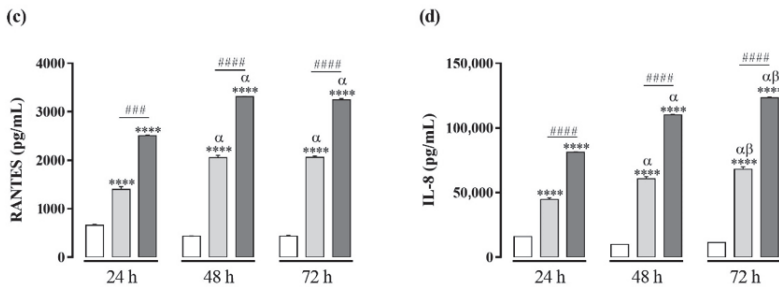 (c)
RANTES (pg/mL)
4000
3000
2000
1000
0
###
****
****
####
α
****
α
****
####
α
****
α
****
24 h
48 h
72 h
(d)
IL-8 (pg/mL)
150,000
100,000
50,000
0
####
****
****
####
α
****
α
****
####
αβ
****
αβ
****
24 h
48 h
72 h